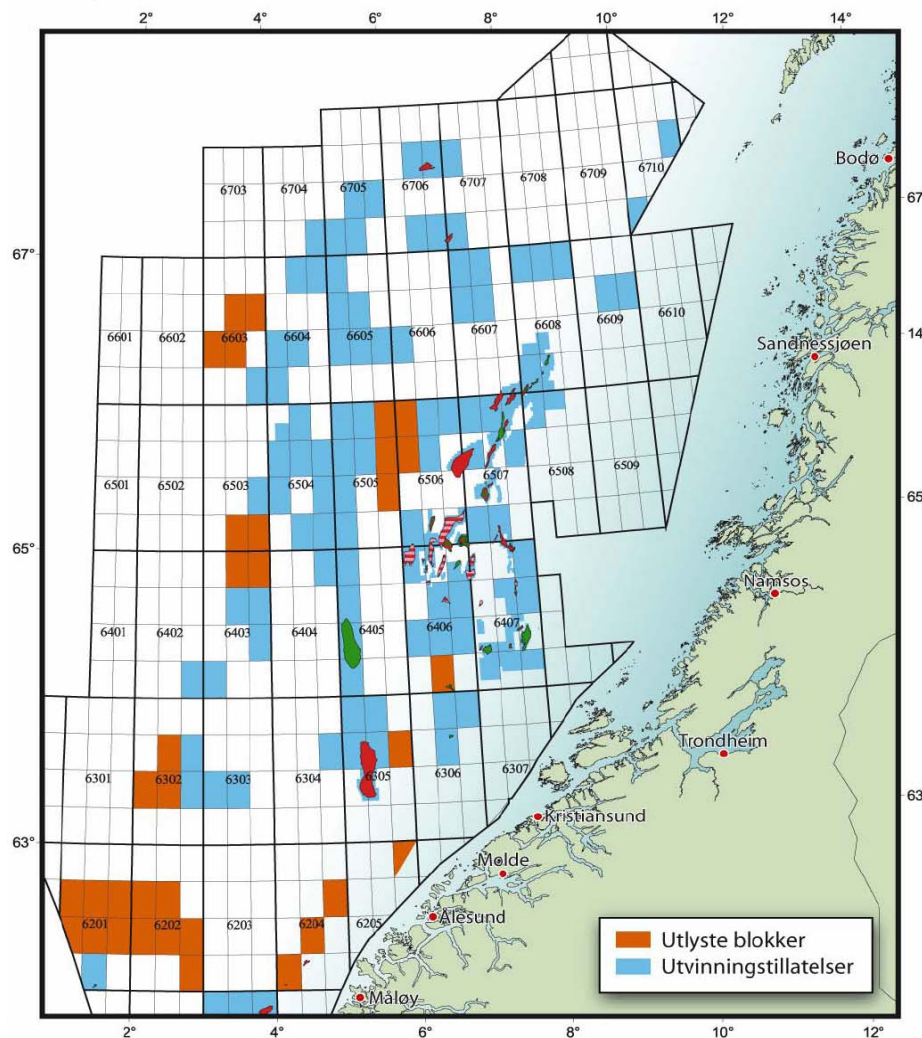 2° 4° 6° 8° 10° 12° 14°
Bodø
6703 6704 6705 6706 6707 6708 6709 6710
67
67°
6601 6602 6603 6604 6605 6606 6607 6608 6609 6610
14
Sandnessjøen
6501 6502 6503 6504 6505 6506 6507 6508 6509
65
65°
Namsos
6401 6402 6403 6404 6405 6406 6407
Trondheim
6301 6302 6303 6304 6305 6306 6307
63
Kristiansund
63°
Molde
Ålesund
6201 6202 6203 6204 6205
Utlyste blokker
Utvinningstillatelser
Måløy
2° 4° 6° 8° 10° 12°